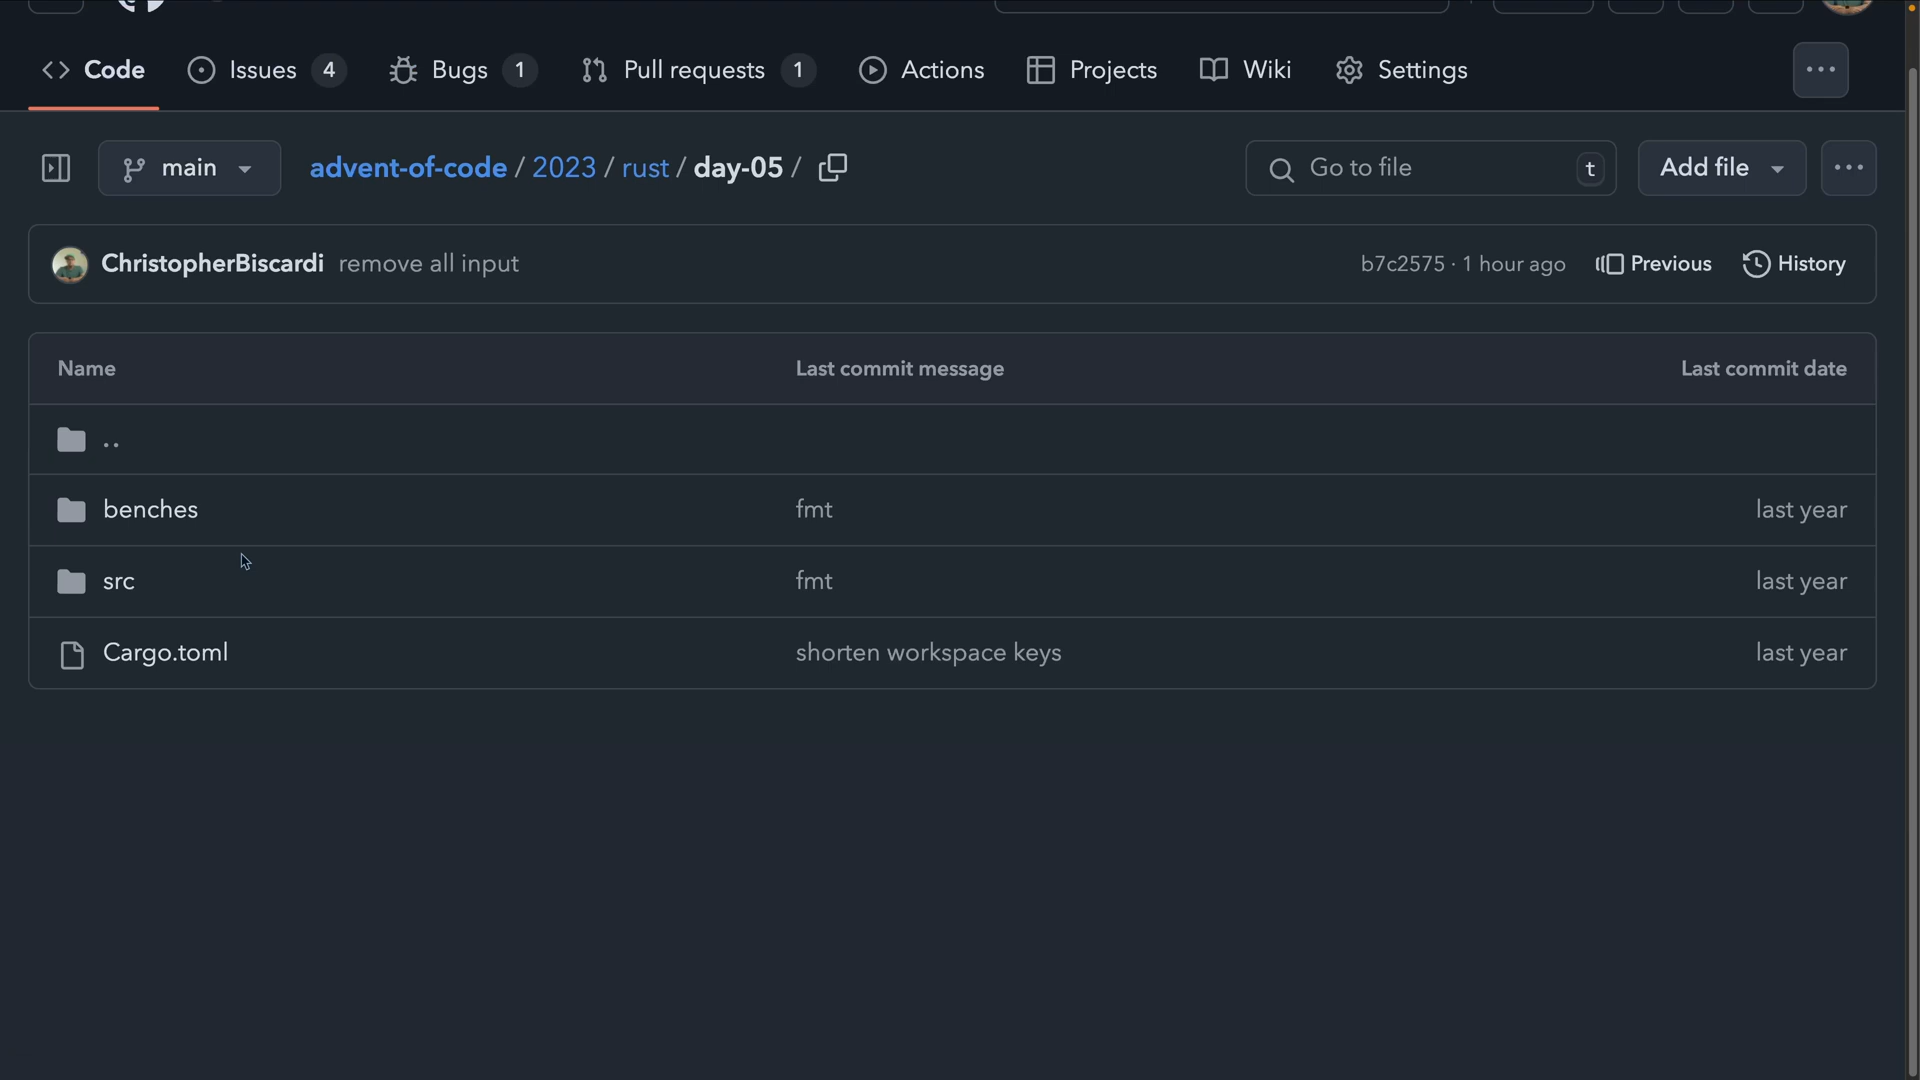 Code Issues 4 Bugs 1 Pull requests 1 Actions Projects Wiki Settings
main advent-of-code / 2023 / rust / day-05 / Go to file t Add file
ChristopherBiscardi remove all input b7c2575 · 1 hour ago Previous History
Name Last commit message Last commit date
..
benches fmt last year
src fmt last year
Cargo.toml shorten workspace keys last year